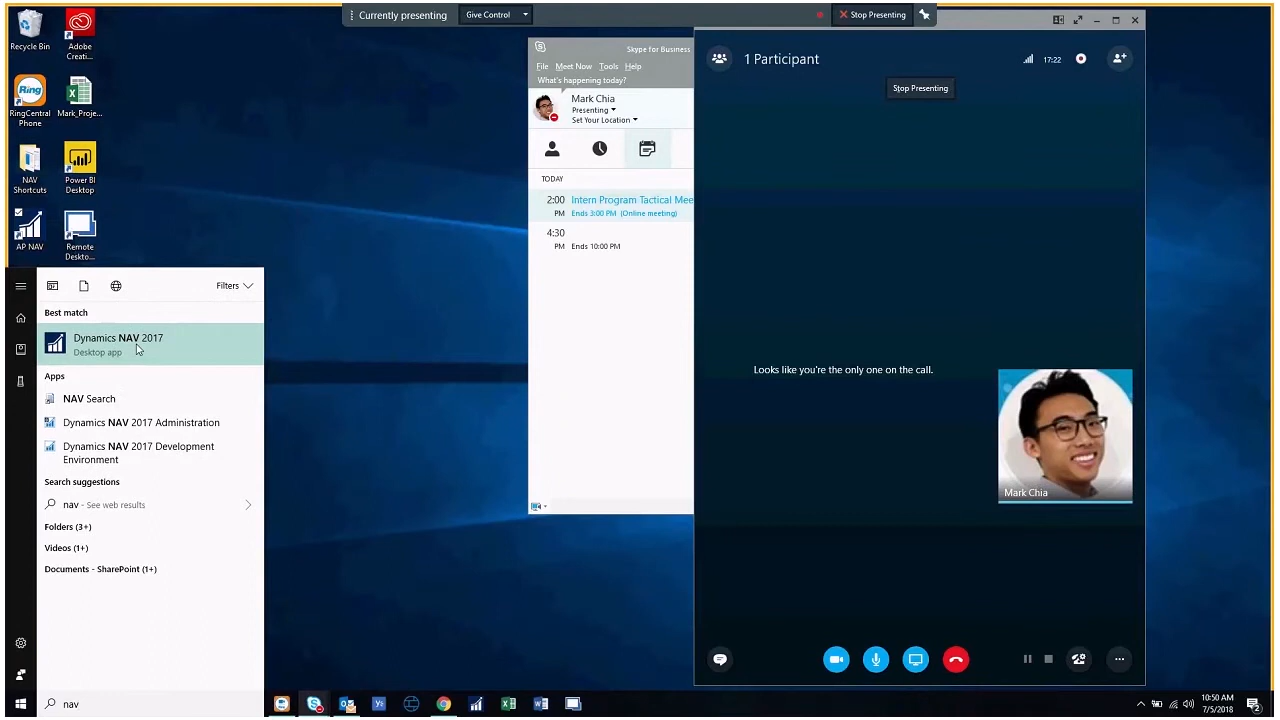 Currently presenting
Give Control
Stop Presenting
Recycle Bin
Adobe
Creati...
RingCentral
Phone
Ring
Mark_Proje...
NAV
Shortcuts
Power BI
Desktop
AP NAV
Remote
Deskto...
Skype for Business
File Meet Now Tools Help
What's happening today?
Mark Chia
Presenting
Set Your Location
TODAY
2:00 Intern Program Tactical Mee
PM Ends 3:00 PM (Online meeting)
4:30
PM Ends 10:00 PM
1 Participant
17:22
Stop Presenting
Looks like you're the only one on the call.
Mark Chia
Filters
Best match
Dynamics NAV 2017
Desktop app
Apps
NAV Search
Dynamics NAV 2017 Administration
Dynamics NAV 2017 Development
Environment
Search suggestions
nav - See web results
Folders (3+)
Videos (1+)
Documents - SharePoint (1+)
nav
10:50 AM
7/5/2018
2